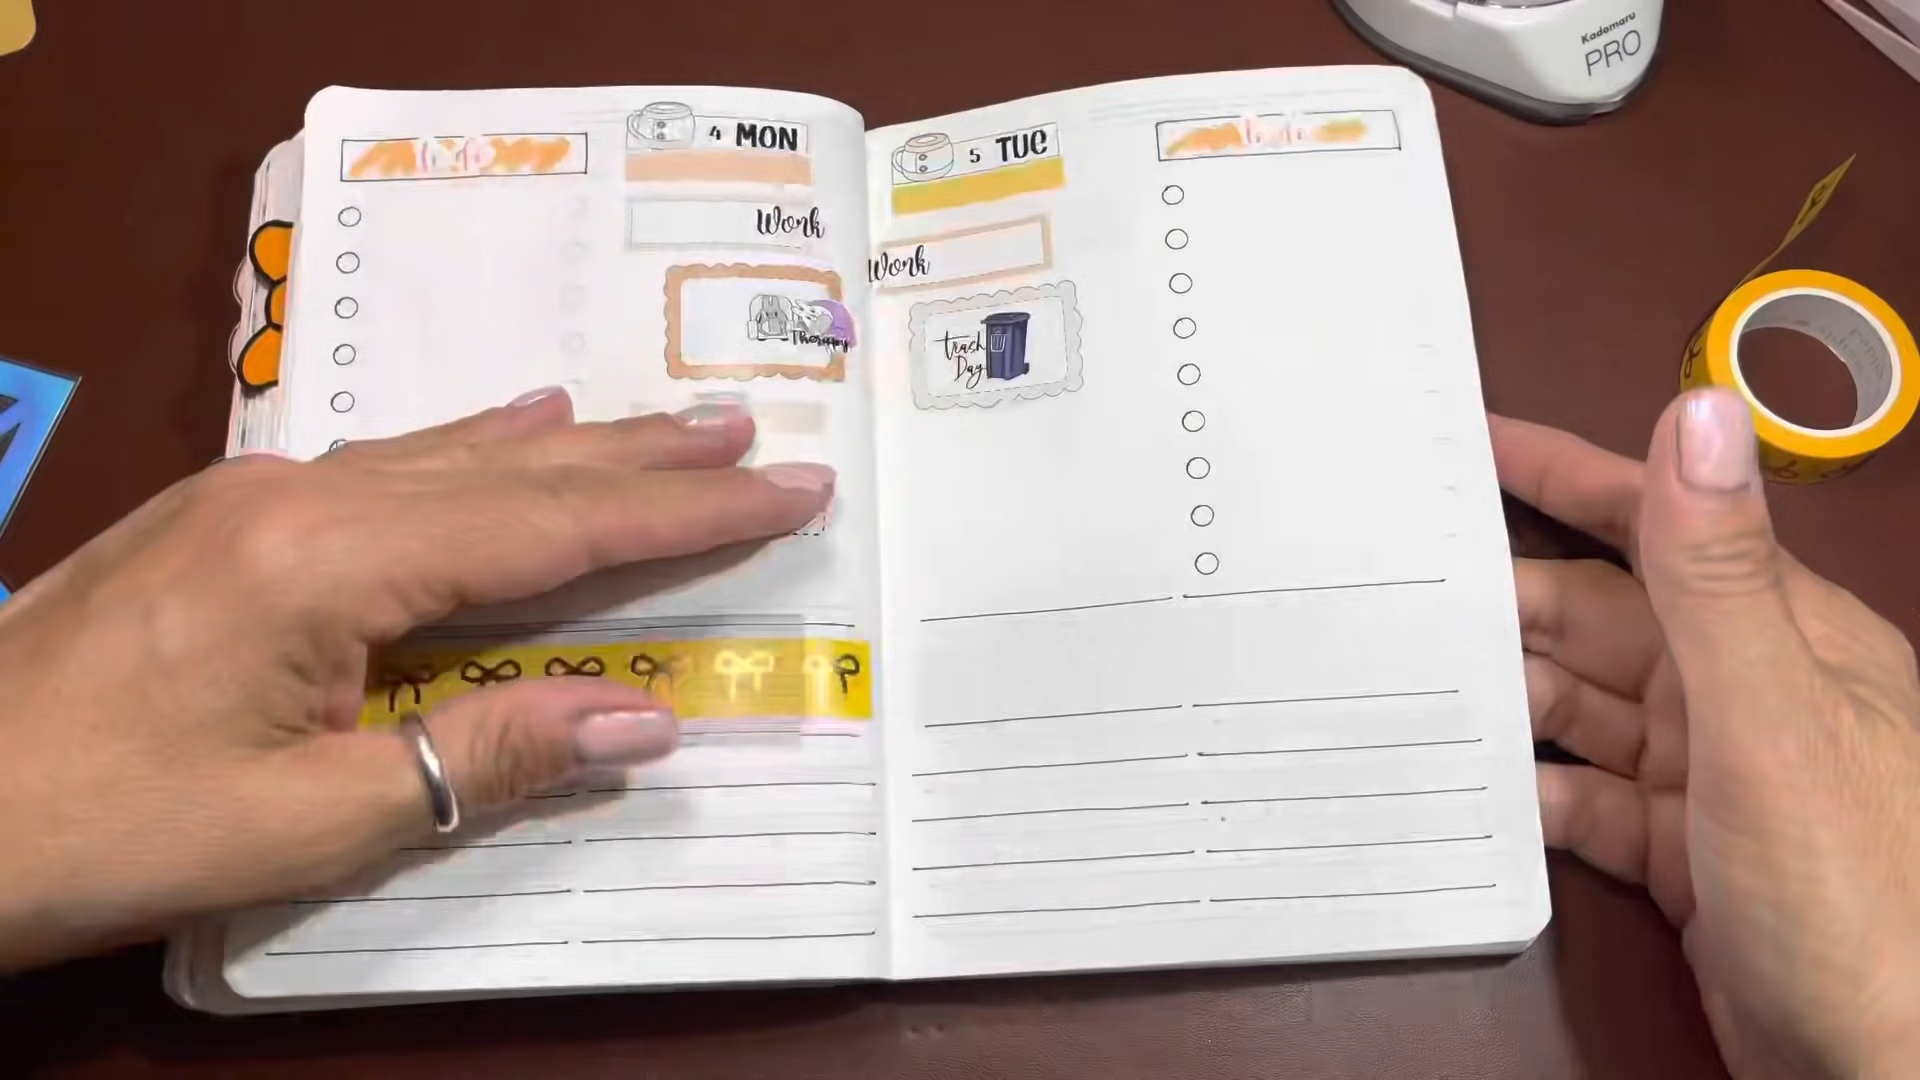 4 MON
Work
Therapy
5 TUE
Work
trash
Day
Kadomaru
PRO